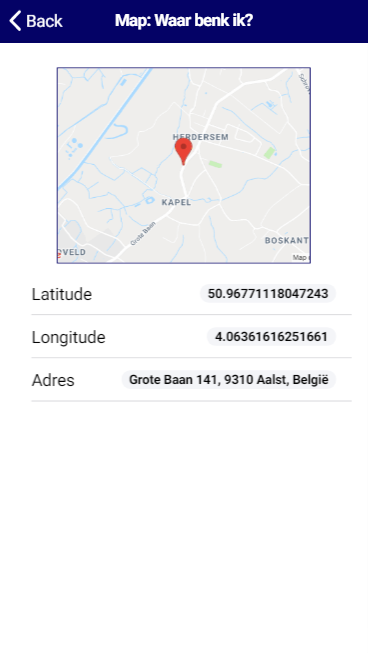 Back
Map: Waar benk ik?
HERDERSEM
KAPEL
Grote Baan
BOSKANT
OVELD
Map
Latitude
50.96771118047243
Longitude
4.06361616251661
Adres
Grote Baan 141, 9310 Aalst, België